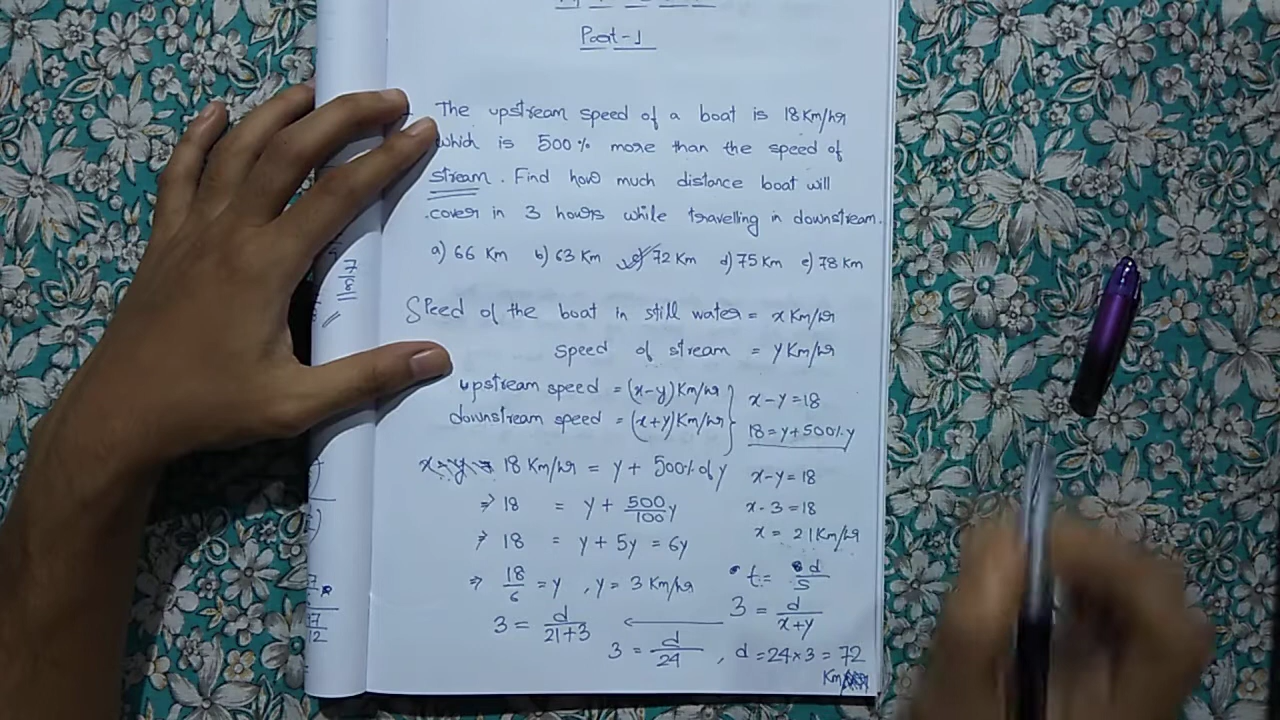 Part-1
The upstream speed of a boat is 18 Km/hr
which is 500% more than the speed of
stream. Find how much distance boat will
cover in 3 hours while travelling in downstream.
a) 66 Km b) 63 Km c) 72 Km d) 75 Km e) 78 Km
Speed of the boat in still water = x Km/hr
speed of stream = y Km/hr
upstream speed = (x-y) Km/hr
downstream speed = (x+y) Km/hr
x-y=18
18=y+500%y
18 Km/hr = y + 500% of y
⇒ 18 = y + 500/100 y
⇒ 18 = y + 5y = 6y
⇒ 18/6 = y , y = 3 Km/hr
x-y=18
x-3=18
x = 21 Km/hr
t = d/s
3 = d/x+y
3 = d/21+3
3 = d/24 , d = 24×3 = 72
Km